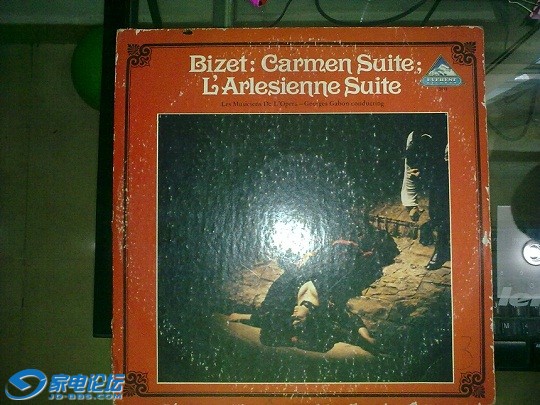 Bizet: Carmen Suite;
L'Arlesienne Suite
EVEREST
Les Musiciens De L'Opera – Georges Gabon conducting
家电论坛
JD-BBS.COM